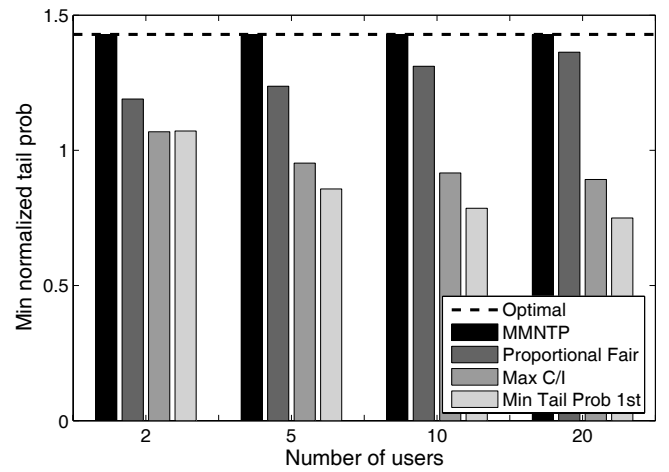 1.5
1
0.5
0
Min normalized tail prob
Optimal
MMNTP
Proportional Fair
Max C/I
Min Tail Prob 1st
2 5 10 20
Number of users